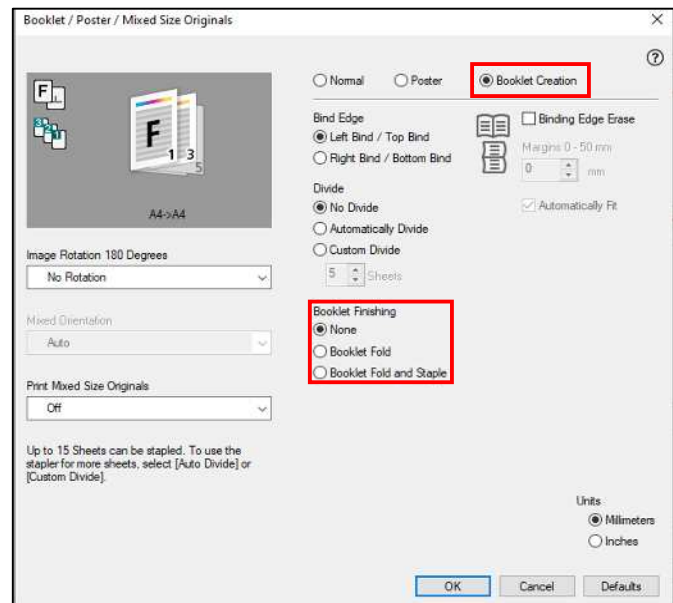 Booklet / Poster / Mixed Size Originals
Normal
Poster
Booklet Creation
F
1 3
5
A4->A4
Image Rotation 180 Degrees
No Rotation
Mixed Orientation
Auto
Print Mixed Size Originals
Off
Up to 15 Sheets can be stapled. To use the
stapler for more sheets, select [Auto Divide] or
[Custom Divide].
Bind Edge
Left Bind / Top Bind
Right Bind / Bottom Bind
Divide
No Divide
Automatically Divide
Custom Divide
5 Sheets
Booklet Finishing
None
Booklet Fold
Booklet Fold and Staple
Binding Edge Erase
Margins 0 - 50 mm
0 mm
Automatically Fit
Units
Millimeters
Inches
OK
Cancel
Defaults